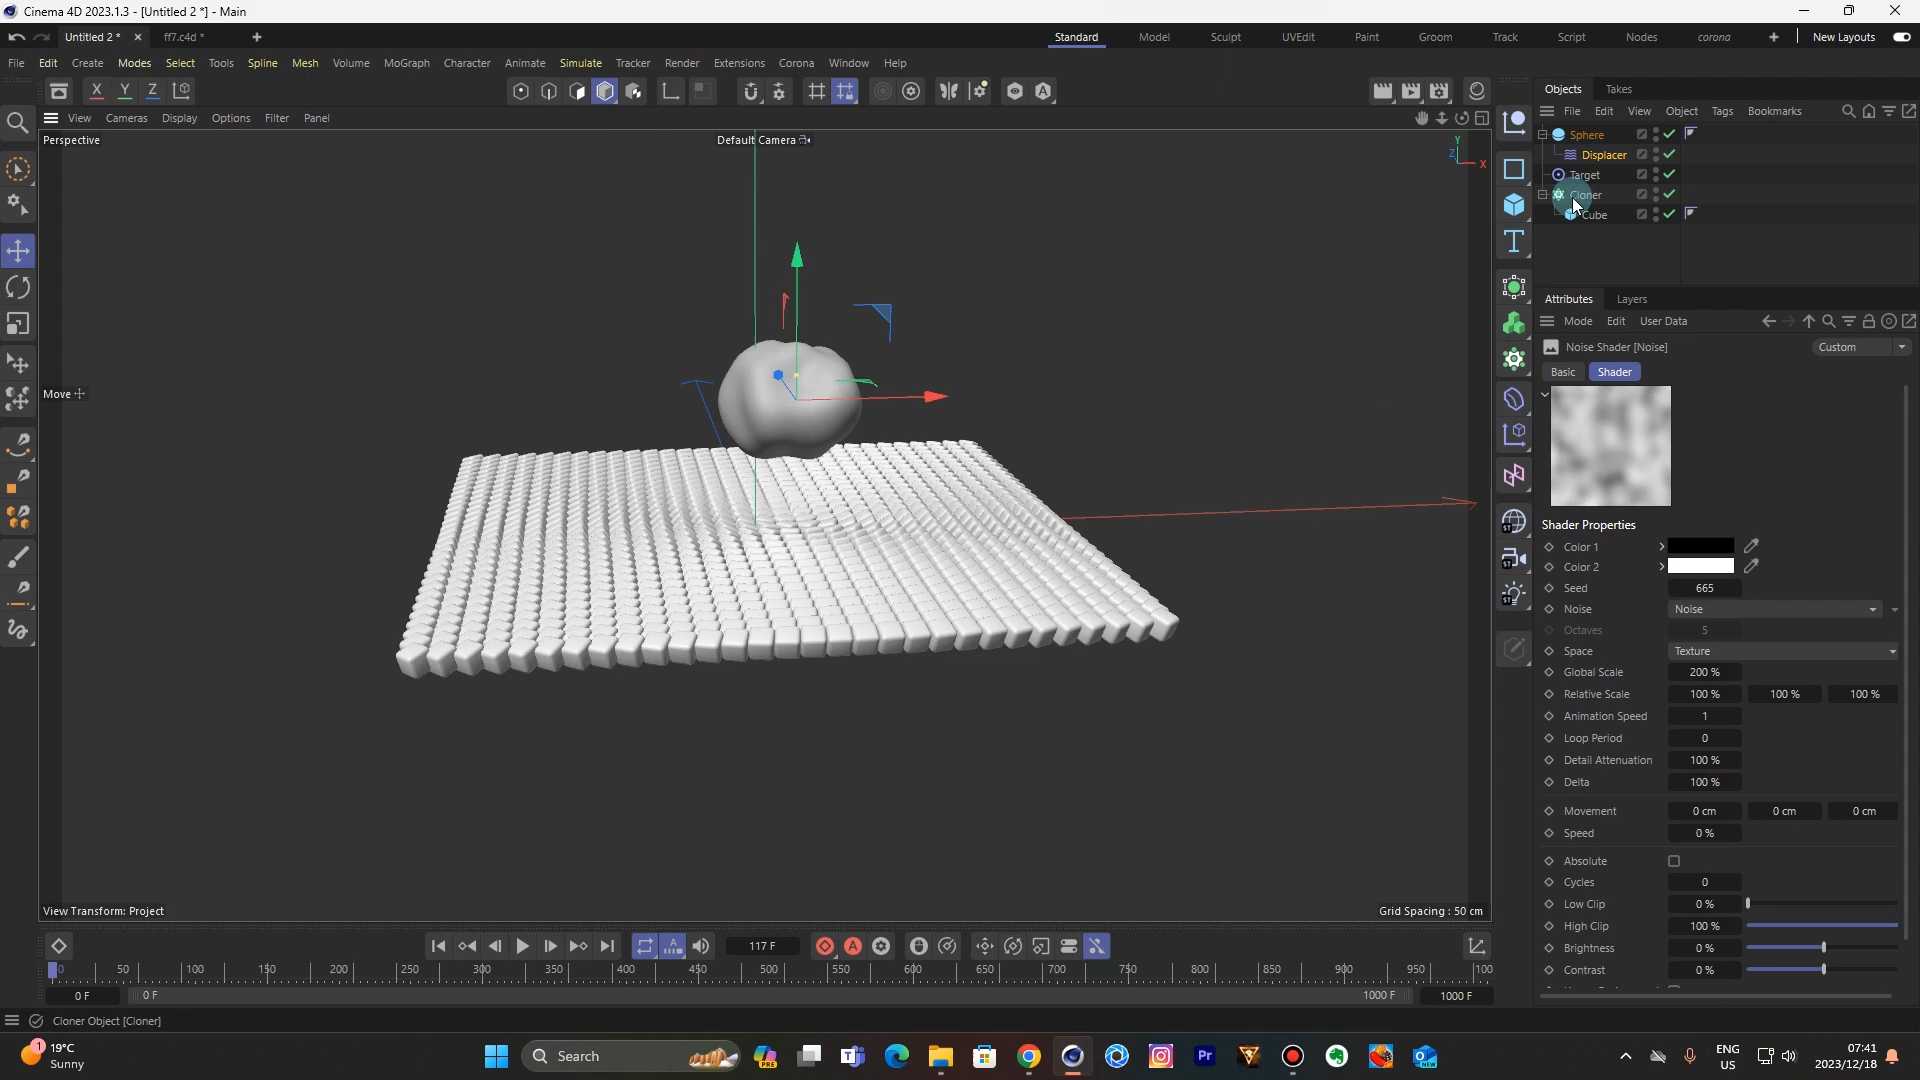 Cinema 4D 2023.1.3 - [Untitled 2 *] - Main
Untitled 2 * × ff7.c4d * +
Standard Model Sculpt UVEdit Paint Groom Track Script Nodes corona + New Layouts
File Edit Create Modes Select Tools Spline Mesh Volume MoGraph Character Animate Simulate Tracker Render Extensions Corona Window Help
X Y Z
Objects Takes
View Cameras Display Options Filter Panel
File Edit View Object Tags Bookmarks
Perspective
Default Camera
Y
Z X
Sphere
Displacer
Target
Cloner
Cube
Attributes Layers
Mode Edit User Data
Noise Shader [Noise]
Custom
Basic Shader
Move
Shader Properties
Color 1
Color 2
Seed 665
Noise Noise
Octaves 5
Space Texture
Global Scale 200 %
Relative Scale 100 % 100 % 100 %
Animation Speed 1
Loop Period 0
Detail Attenuation 100 %
Delta 100 %
Movement 0 cm 0 cm 0 cm
Speed 0 %
Absolute
Cycles 0
Low Clip 0 %
High Clip 100 %
Brightness 0 %
Contrast 0 %
View Transform: Project
Grid Spacing : 50 cm
117 F
0 50 100 150 200 250 300 350 400 450 500 550 600 650 700 750 800 850 900 950 100
0 F 0 F 1000 F 1000 F
Cloner Object [Cloner]
1 19°C
Sunny
Search
PRE
Pr
NEW
ENG
US
07:41
2023/12/18